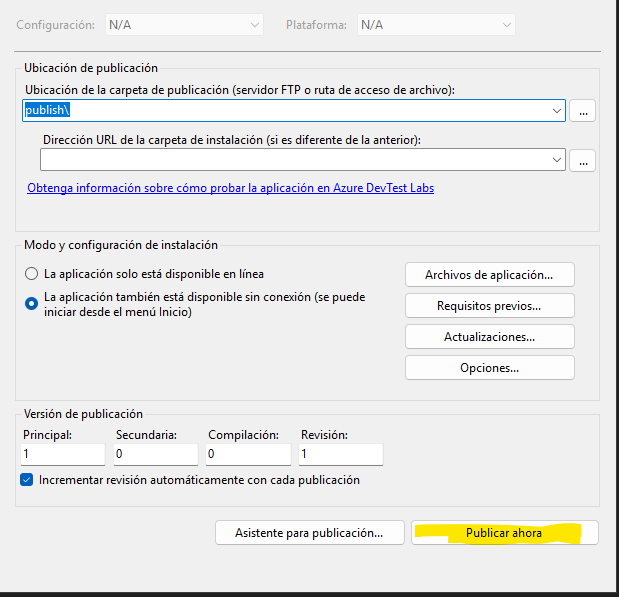 Configuración: N/A Plataforma: N/A
Ubicación de publicación
Ubicación de la carpeta de publicación (servidor FTP o ruta de acceso de archivo):
publish\ ...
Dirección URL de la carpeta de instalación (si es diferente de la anterior):
...
Obtenga información sobre cómo probar la aplicación en Azure DevTest Labs
Modo y configuración de instalación
La aplicación solo está disponible en línea
La aplicación también está disponible sin conexión (se puede
iniciar desde el menú Inicio)
Archivos de aplicación...
Requisitos previos...
Actualizaciones...
Opciones...
Versión de publicación
Principal: Secundaria: Compilación: Revisión:
1 0 0 1
Incrementar revisión automáticamente con cada publicación
Asistente para publicación... Publicar ahora